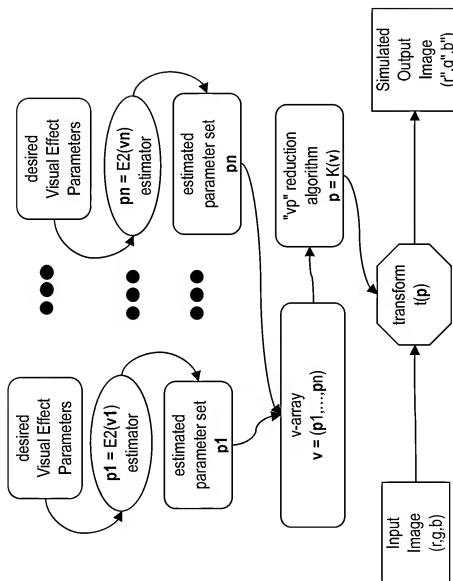 desired
Visual Effect
Parameters
p1 = E2(v1)
estimator
estimated
parameter set
p1
desired
Visual Effect
Parameters
pn = E2(vn)
estimator
estimated
parameter set
pn
v-array
v = (p1,...,pn)
"vp" reduction
algorithm
p = K(v)
Input
Image
(r,g,b)
transform
t(p)
Simulated
Output
Image
(r",g",b")